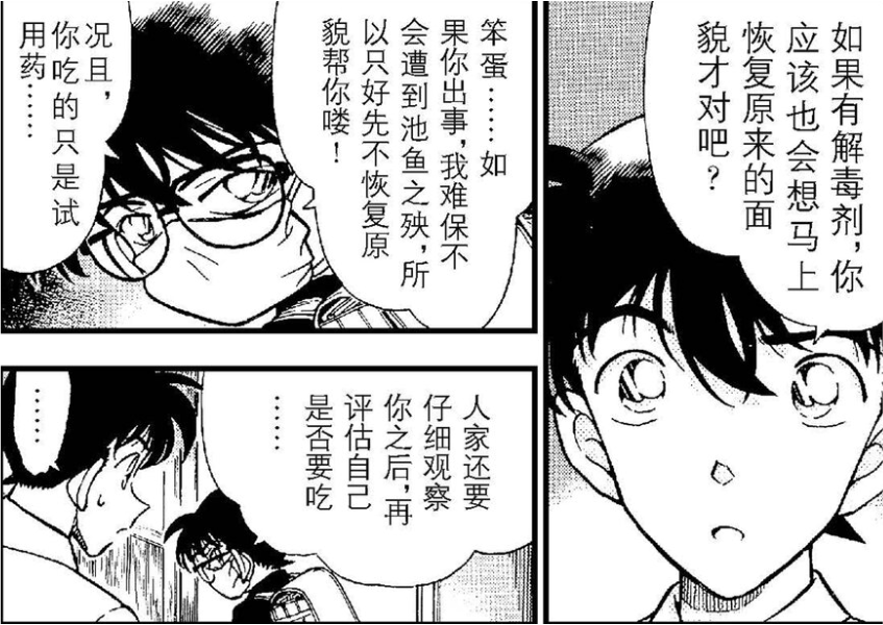 如果有解毒剂，你
应该也会想马上
恢复原来的面
貌才对吧？
笨蛋……如
果你出事，我难保不
会遭到池鱼之殃，所
以只好先不恢复原
貌帮你喽！
况且，
你吃的只是试
用药……
人家还要
仔细观察
你之后，再
评估自己
是否要吃
……
……